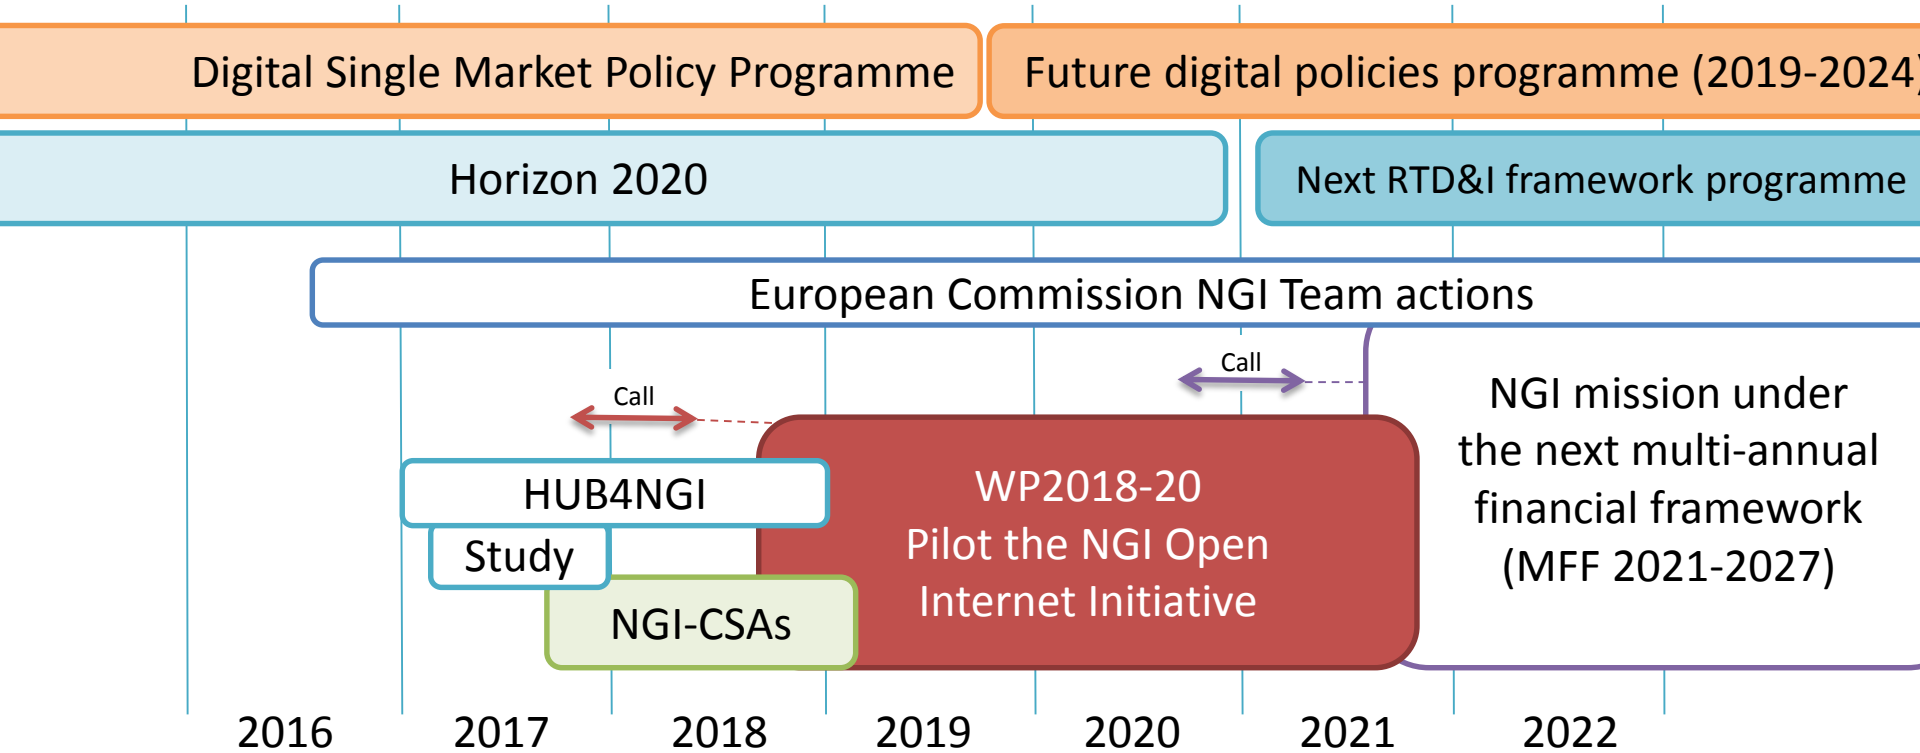 Digital Single Market Policy Programme
Future digital policies programme (2019-2024)
Horizon 2020
Next RTD&I framework programme
European Commission NGI Team actions
Call
Call
NGI mission under
the next multi-annual
financial framework
(MFF 2021-2027)
WP2018-20
Pilot the NGI Open
Internet Initiative
HUB4NGI
Study
NGI-CSAs
2016
2017
2018
2019
2020
2021
2022